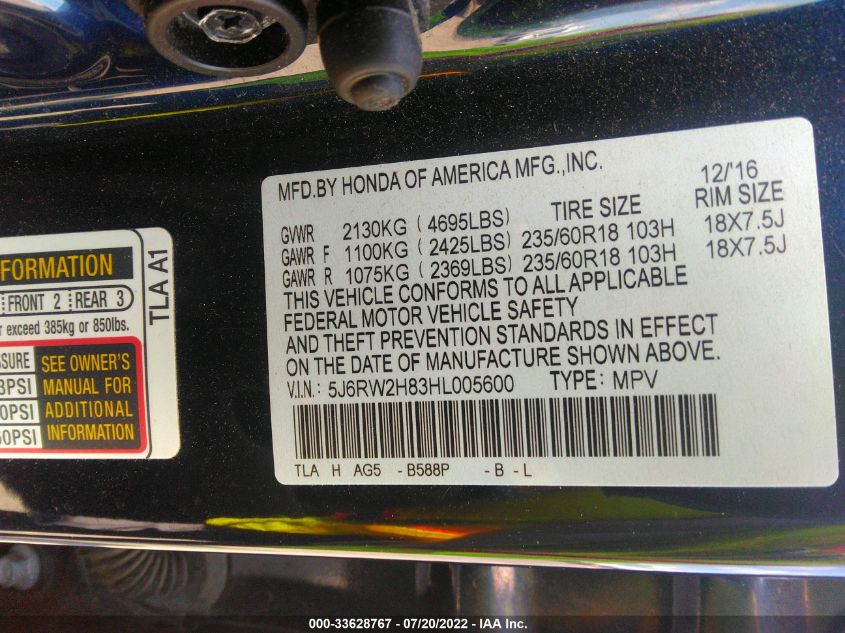 MFD.BY HONDA OF AMERICA MFG.,INC. 12/'16
TIRE SIZE RIM SIZE
GVWR 2130KG ( 4695LBS)
GAWR F 1100KG ( 2425LBS) 235/60R18 103H 18X7.5J
GAWR R 1075KG ( 2369LBS) 235/60R18 103H 18X7.5J
THIS VEHICLE CONFORMS TO ALL APPLICABLE
FEDERAL MOTOR VEHICLE SAFETY
AND THEFT PREVENTION STANDARDS IN EFFECT
ON THE DATE OF MANUFACTURE SHOWN ABOVE.
V.I.N.: 5J6RW2H83HL005600 TYPE: MPV
TLA H AG5 -B588P -B -L
FRONT 2 REAR 3
exceed 385kg or 850lbs.
SEE OWNER'S
MANUAL FOR
ADDITIONAL
INFORMATION
TLA A1
000-33628767 / 07/20/2022 - IAA Inc.